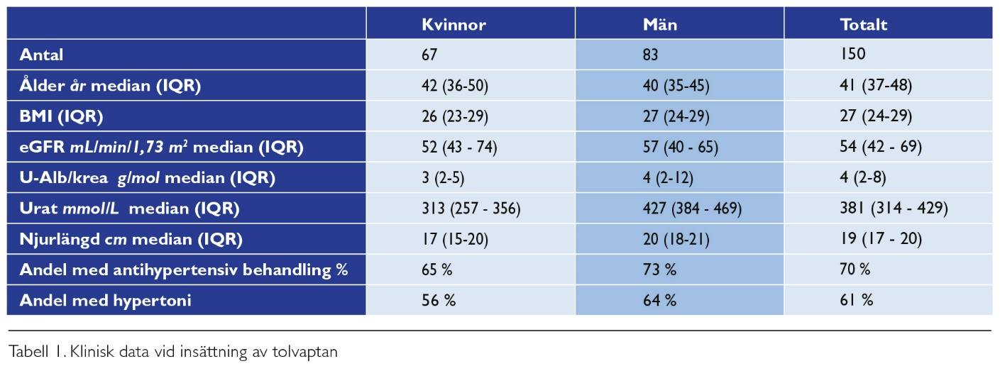 Kvinnor Män Totalt
Antal 67 83 150
Ålder år median (IQR) 42 (36-50) 40 (35-45) 41 (37-48)
BMI (IQR) 26 (23-29) 27 (24-29) 27 (24-29)
eGFR mL/min/1,73 m² median (IQR) 52 (43 - 74) 57 (40 - 65) 54 (42 - 69)
U-Alb/krea g/mol median (IQR) 3 (2-5) 4 (2-12) 4 (2-8)
Urat mmol/L median (IQR) 313 (257 - 356) 427 (384 - 469) 381 (314 - 429)
Njurlängd cm median (IQR) 17 (15-20) 20 (18-21) 19 (17 - 20)
Andel med antihypertensiv behandling % 65 % 73 % 70 %
Andel med hypertoni 56 % 64 % 61 %
Tabell 1. Klinisk data vid insättning av tolvaptan